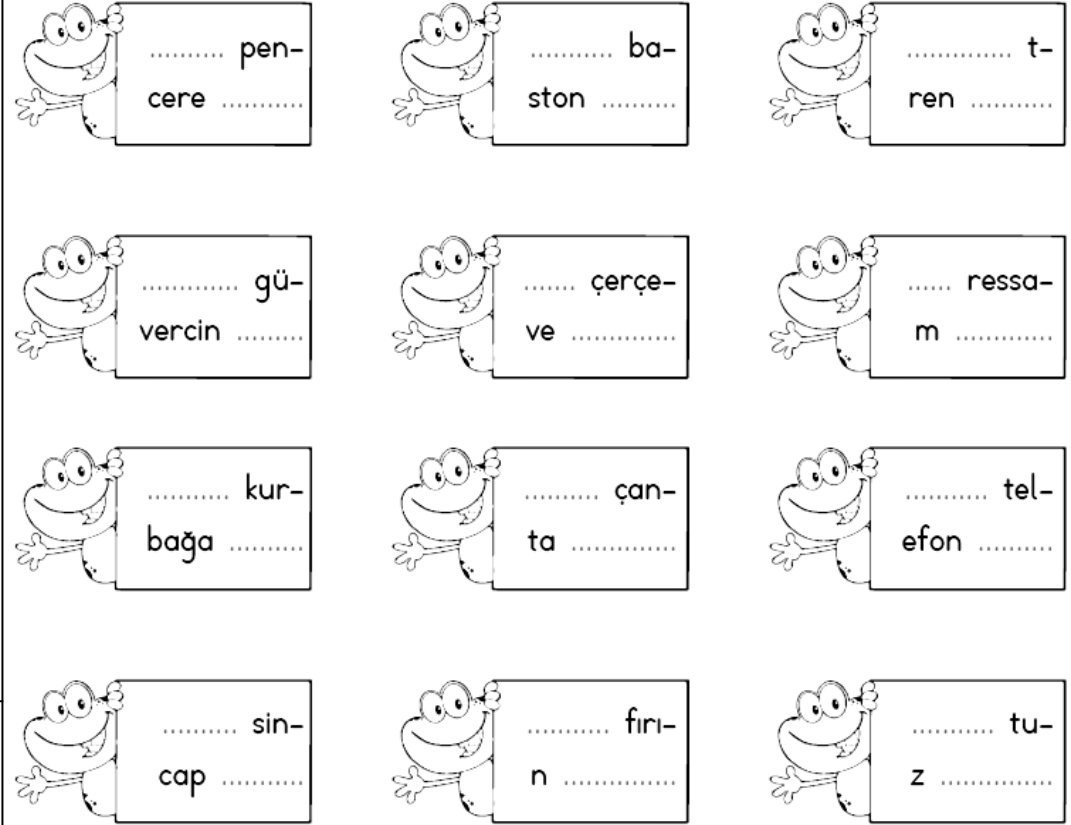 .......... pen-
cere ...........
........... ba-
ston ..........
.............. t-
ren ...........
............. gü-
vercin .........
....... çerçe-
ve ..............
...... ressa-
m .............
........... kur-
bağa ..........
.......... çan-
ta ..............
........... tel-
efon ..........
.......... sin-
cap ...........
........... fırı-
n ...............
........... tu-
z ...............